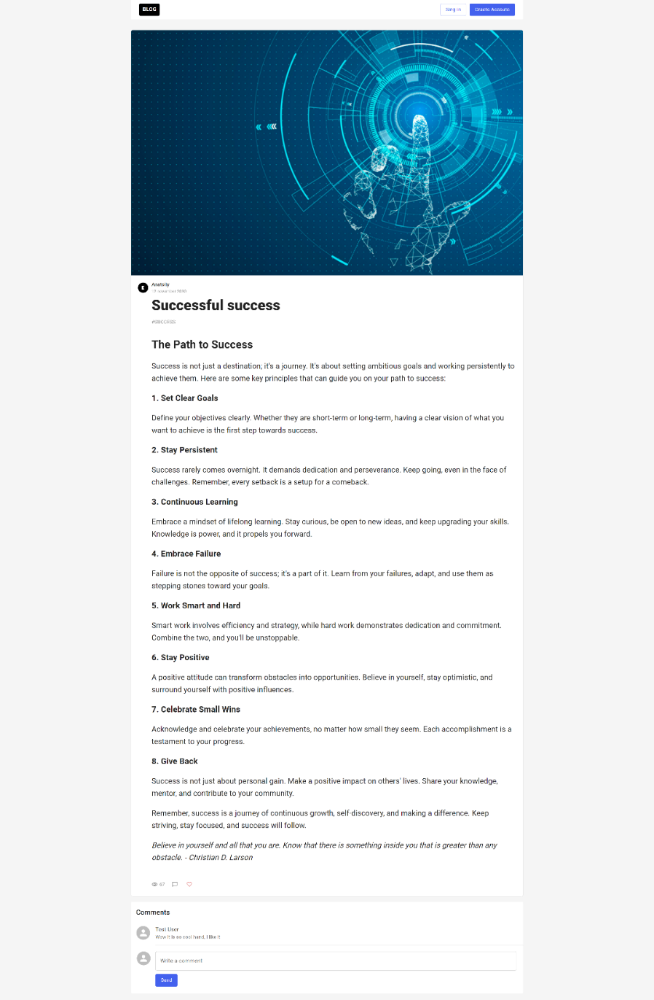 BLOG
Sing in
Craete Accoute
Anatoliy
Successful success
#SUCCESS
The Path to Success
Success is not just a destination; it's a journey. It's about setting ambitious goals and working persistently to
achieve them. Here are some key principles that can guide you on your path to success:
1. Set Clear Goals
Define your objectives clearly. Whether they are short-term or long-term, having a clear vision of what you
want to achieve is the first step towards success.
2. Stay Persistent
Success rarely comes overnight. It demands dedication and perseverance. Keep going, even in the face of
challenges. Remember, every setback is a setup for a comeback.
3. Continuous Learning
Embrace a mindset of lifelong learning. Stay curious, be open to new ideas, and keep upgrading your skills.
Knowledge is power, and it propels you forward.
4. Embrace Failure
Failure is not the opposite of success; it's a part of it. Learn from your failures, adapt, and use them as
stepping stones toward your goals.
5. Work Smart and Hard
Smart work involves efficiency and strategy, while hard work demonstrates dedication and commitment.
Combine the two, and you'll be unstoppable.
6. Stay Positive
A positive attitude can transform obstacles into opportunities. Believe in yourself, stay optimistic, and
surround yourself with positive influences.
7. Celebrate Small Wins
Acknowledge and celebrate your achievements, no matter how small they seem. Each accomplishment is a
testament to your progress.
8. Give Back
Success is not just about personal gain. Make a positive impact on others' lives. Share your knowledge,
mentor, and contribute to your community.
Remember, success is a journey of continuous growth, self-discovery, and making a difference. Keep
striving, stay focused, and success will follow.
Believe in yourself and all that you are. Know that there is something inside you that is greater than any
obstacle. - Christian D. Larson
67
Comments
Test User
Wow it is so cool hand, I like it
Write a comment
Send